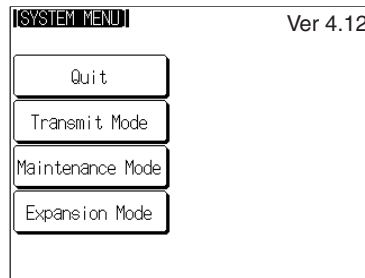 [SYSTEM MENU]
Ver 4.12
Quit
Transmit Mode
Maintenance Mode
Expansion Mode